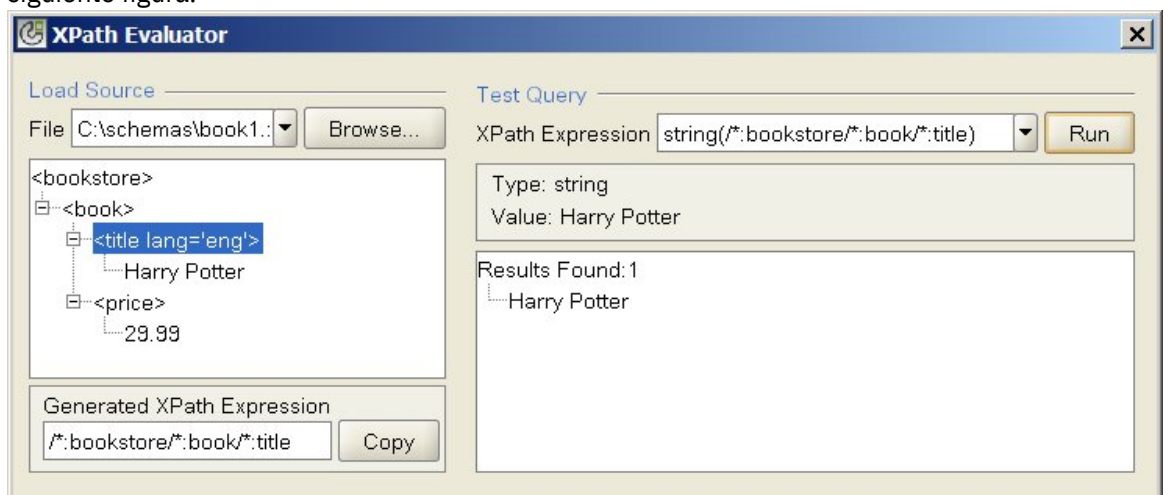 siguiente figura.
XPath Evaluator
Load Source
File C:\schemas\book1.: Browse...
<bookstore>
<book>
<title lang='eng'>
Harry Potter
<price>
29.99
Generated XPath Expression
/*:bookstore/*:book/*:title Copy
Test Query
XPath Expression string(/*:bookstore/*:book/*:title) Run
Type: string
Value: Harry Potter
Results Found:1
Harry Potter